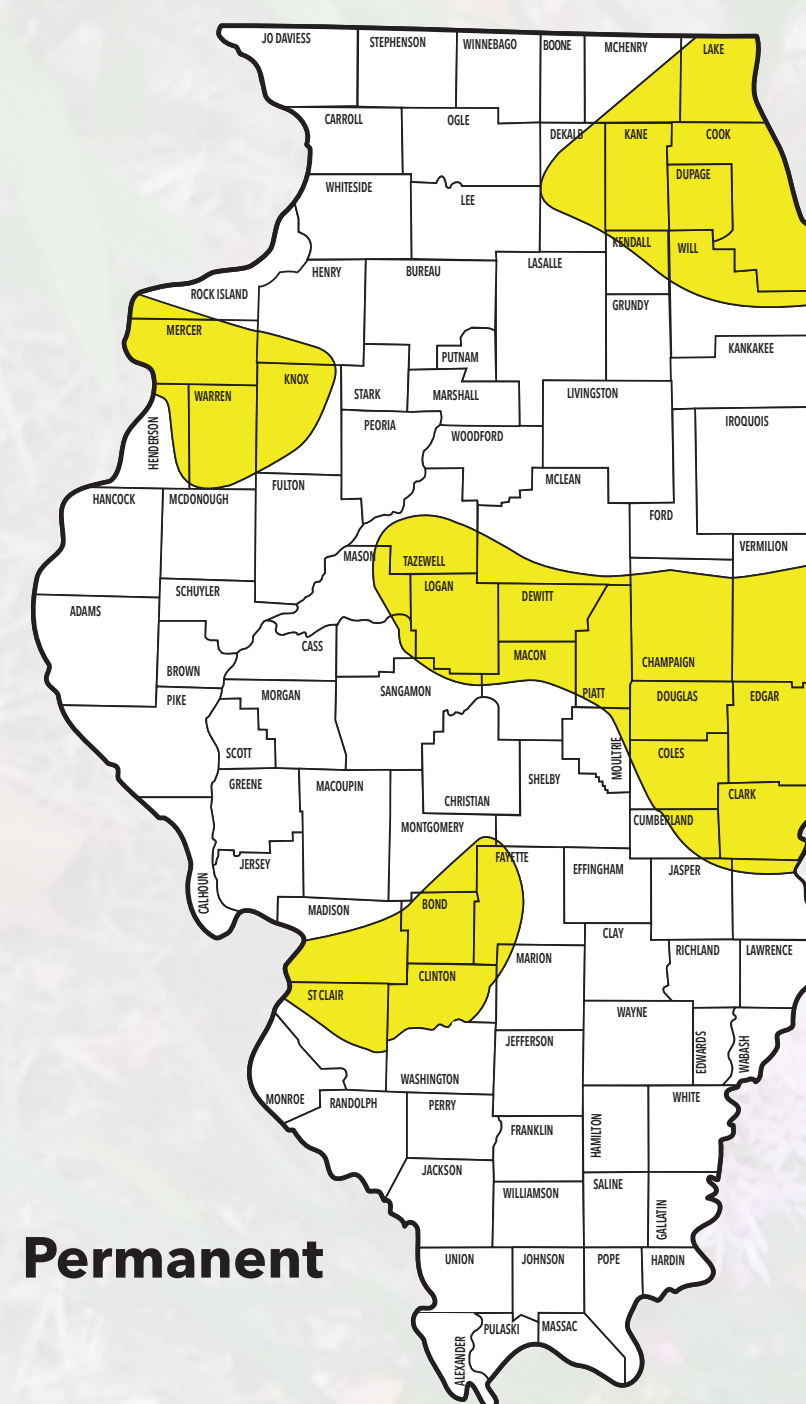 JO DAVIESS
STEPHENSON
WINNEBAGO
BOONE
MCHENRY
LAKE
CARROLL
OGLE
DEKALB
KANE
COOK
DUPAGE
WHITESIDE
LEE
KENDALL
WILL
ROCK ISLAND
HENRY
BUREAU
LASALLE
GRUNDY
MERCER
PUTNAM
KANKAKEE
WARREN
KNOX
STARK
MARSHALL
LIVINGSTON
HENDERSON
PEORIA
WOODFORD
IROQUOIS
HANCOCK
MCDONOUGH
FULTON
MCLEAN
FORD
MASON
TAZEWELL
VERMILION
ADAMS
SCHUYLER
LOGAN
DEWITT
BROWN
CASS
MACON
CHAMPAIGN
PIKE
MORGAN
SANGAMON
PIATT
DOUGLAS
EDGAR
SCOTT
MOULTRIE
COLES
GREENE
MACOUPIN
CHRISTIAN
SHELBY
CLARK
MONTGOMERY
CUMBERLAND
CALHOUN
JERSEY
FAYETTE
EFFINGHAM
JASPER
MADISON
BOND
CLAY
ST CLAIR
CLINTON
MARION
RICHLAND
LAWRENCE
WAYNE
EDWARDS
WABASH
JEFFERSON
MONROE
RANDOLPH
WASHINGTON
PERRY
HAMILTON
WHITE
FRANKLIN
JACKSON
WILLIAMSON
SALINE
GALLATIN
Permanent
UNION
JOHNSON
POPE
HARDIN
ALEXANDER
PULASKI
MASSAC